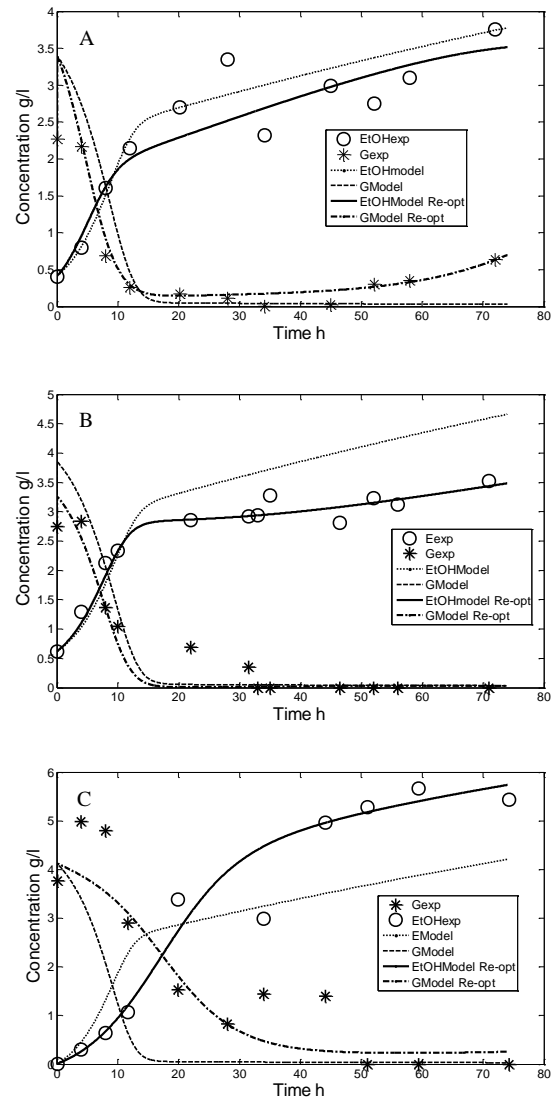 A
Concentration g/l
4
3.5
3
2.5
2
1.5
1
0.5
0
0 10 20 30 40 50 60 70 80
Time h
EtOHexp
Gexp
EtOHmodel
GModel
EtOHModel Re-opt
GModel Re-opt
B
Concentration g/l
5
4.5
4
3.5
3
2.5
2
1.5
1
0.5
0
0 10 20 30 40 50 60 70 80
Time h
Eexp
Gexp
EtOHModel
GModel
EtOHmodel Re-opt
GModel Re-opt
C
Concentration g/l
6
5
4
3
2
1
0
0 10 20 30 40 50 60 70 80
Time h
Gexp
EtOHexp
EModel
GModel
EtOHModel Re-opt
GModel Re-opt